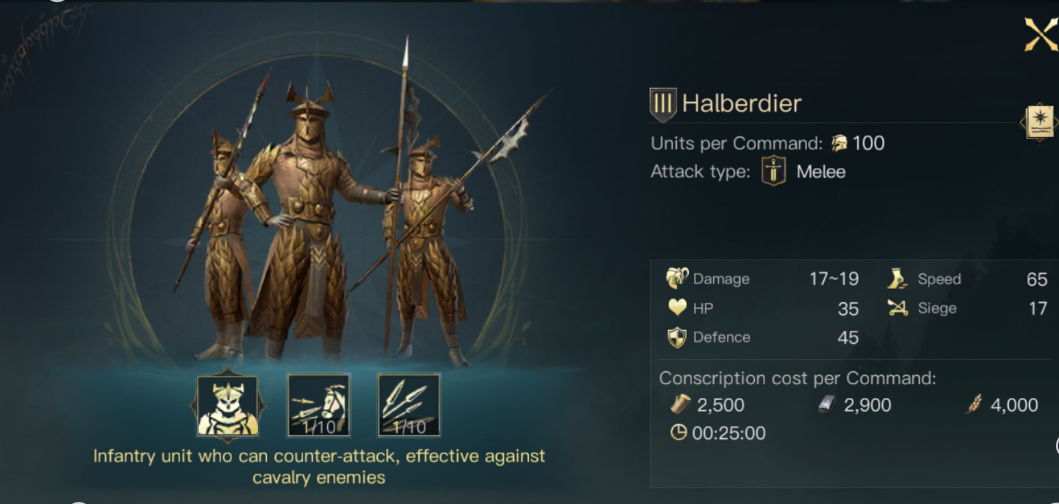 III Halberdier
Units per Command: 100
Attack type: Melee
Damage 17~19 Speed 65
HP 35 Siege 17
Defence 45
Conscription cost per Command:
2,500 2,900 4,000
00:25:00
1/10 1/10
Infantry unit who can counter-attack, effective against
cavalry enemies